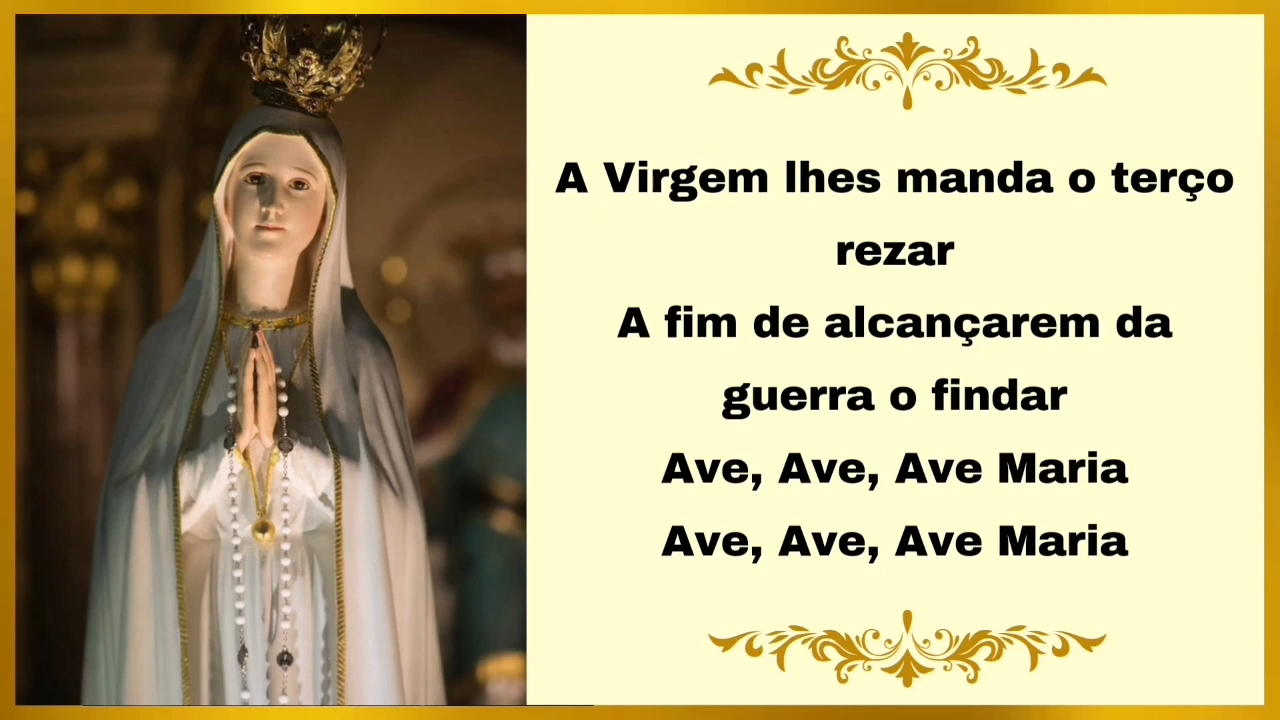 A Virgem lhes manda o terço
rezar
A fim de alcançarem da
guerra o findar
Ave, Ave, Ave Maria
Ave, Ave, Ave Maria